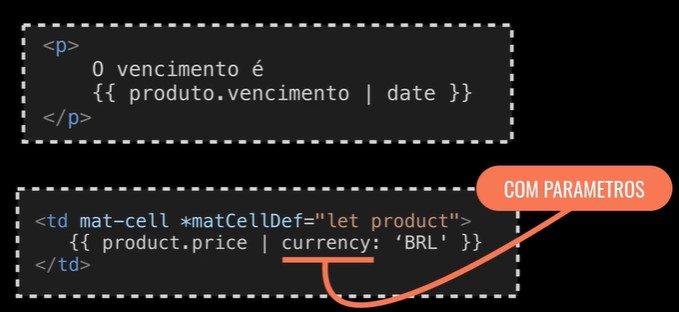 <p>
O vencimento é
{{ produto.vencimento | date }}
</p>
COM PARAMETROS
<td mat-cell *matCellDef="let product">
{{ product.price | currency: ‘BRL' }}
</td>